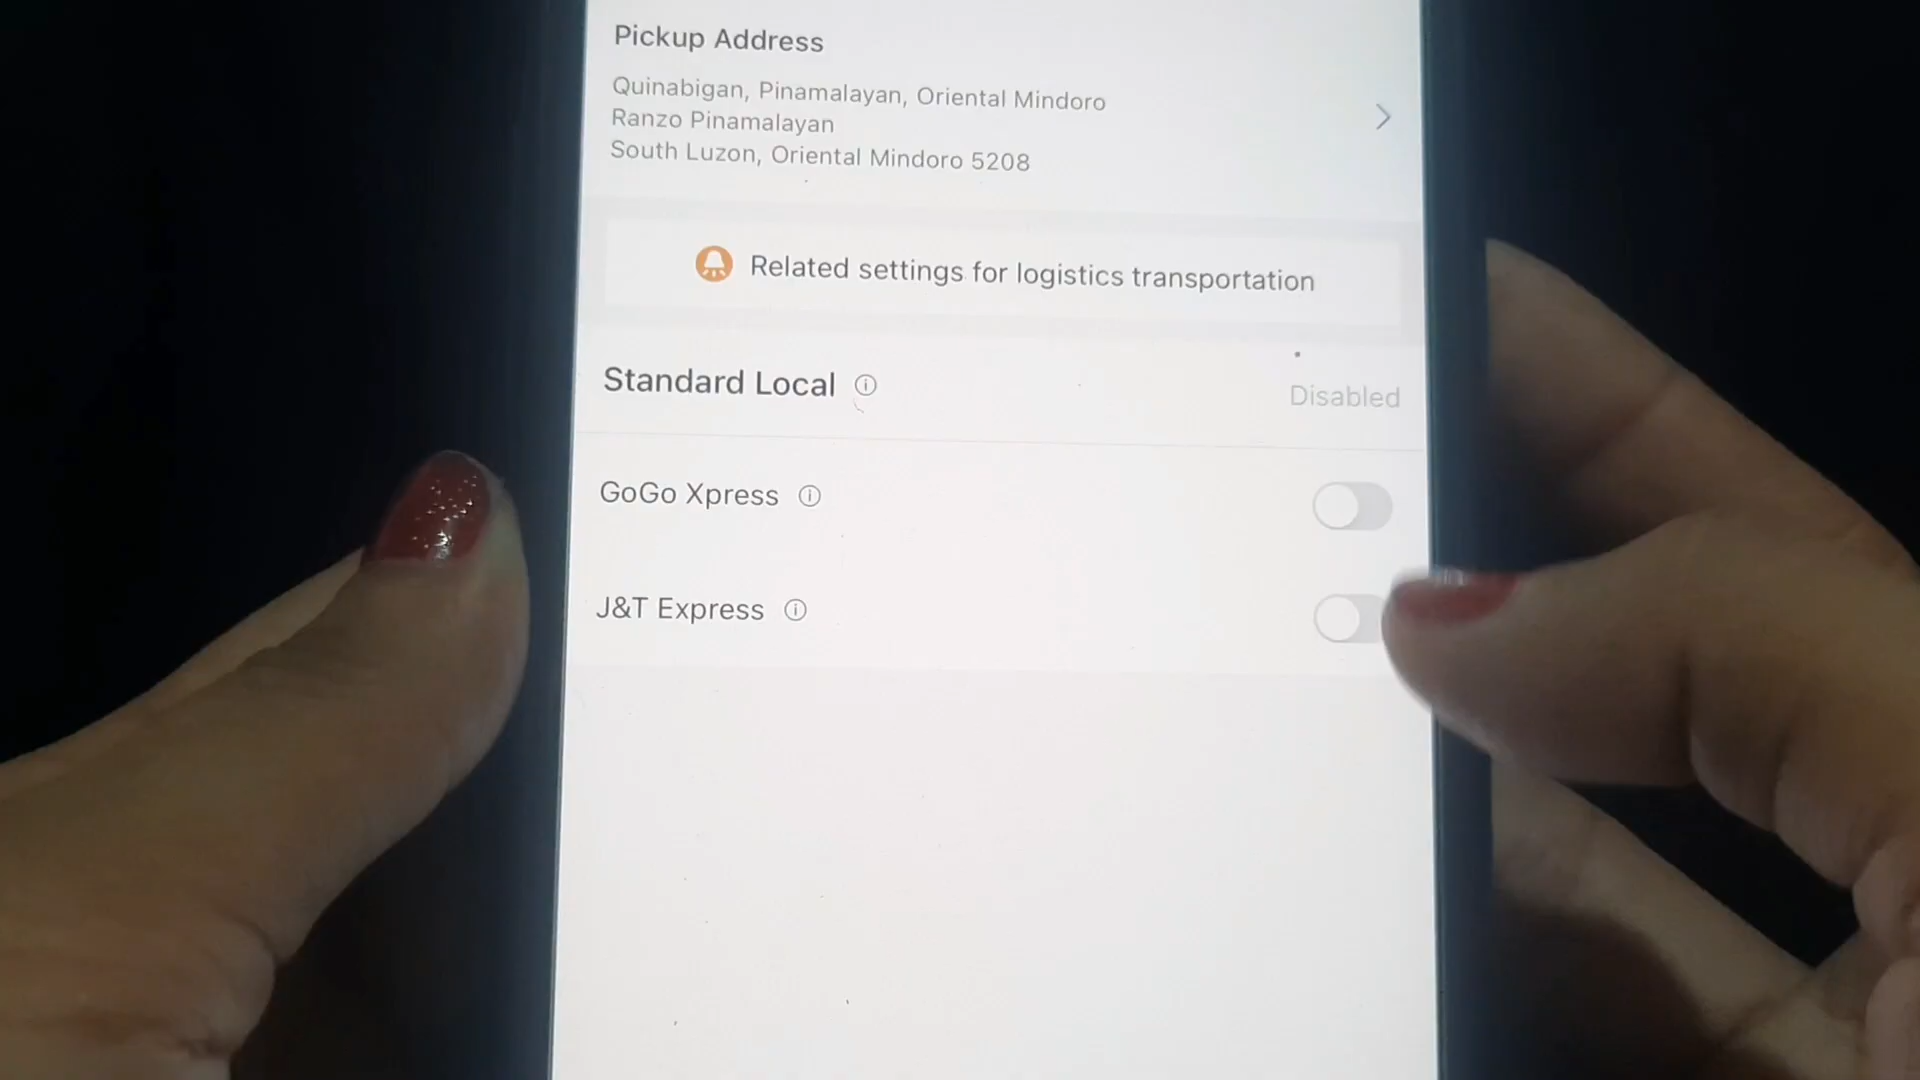 Pickup Address
Quinabigan, Pinamalayan, Oriental Mindoro
Ranzo Pinamalayan
South Luzon, Oriental Mindoro 5208
Related settings for logistics transportation
Standard Local
Disabled
GoGo Xpress
J&T Express